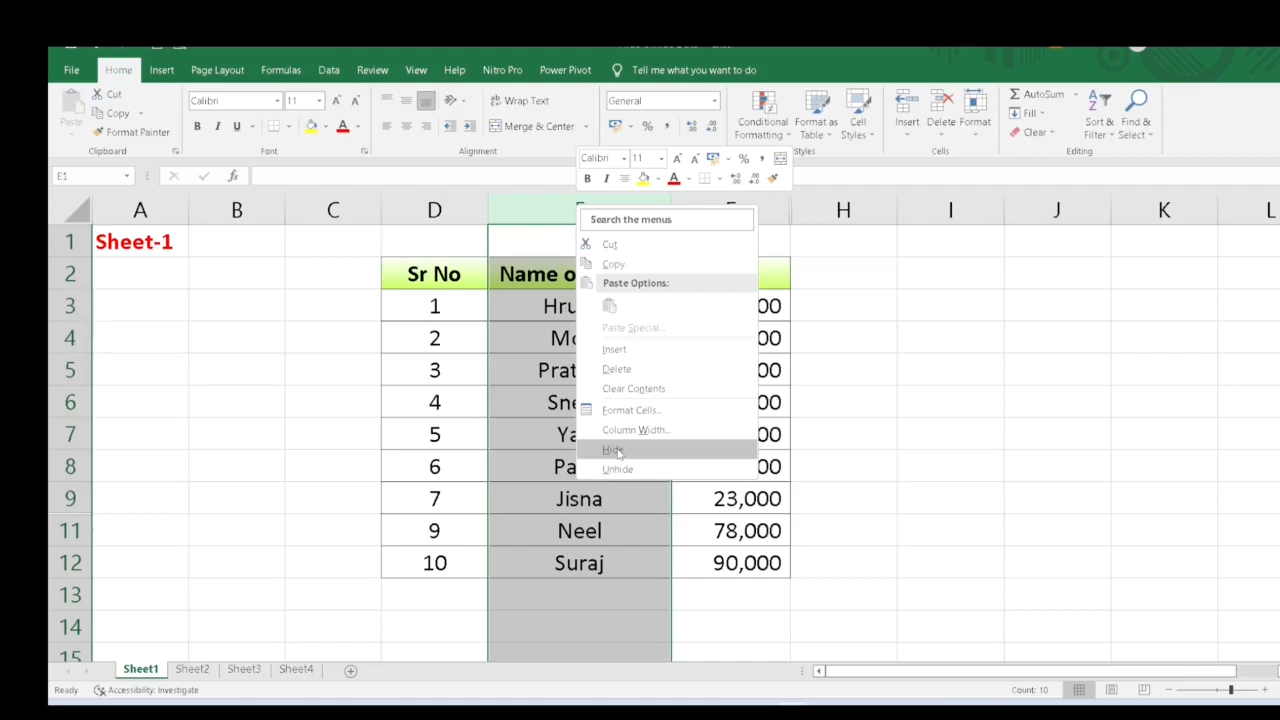 File Home Insert Page Layout Formulas Data Review View Help Nitro Pro Power Pivot Tell me what you want to do
Paste
Cut
Copy
Format Painter
Clipboard
Calibri 11
B I U
Font
Wrap Text
Merge & Center
Alignment
General
Conditional Formatting
Format as Table
Cell Styles
Styles
Insert Delete Format
Cells
AutoSum
Fill
Clear
Sort & Filter
Find & Select
Editing
Calibri 11
B I
E1
fx
A B C D H I J K L
1 Sheet-1
2 Sr No Name o
3 1 Hru 00
4 2 Mo 00
5 3 Prat 00
6 4 Sne 00
7 5 Ya 00
8 6 Pa 00
9 7 Jisna 23,000
11 9 Neel 78,000
12 10 Suraj 90,000
13
14
15
Search the menus
Cut
Copy
Paste Options:
Paste Special...
Insert
Delete
Clear Contents
Format Cells...
Column Width...
Hide
Unhide
Sheet1 Sheet2 Sheet3 Sheet4
Ready Accessibility: Investigate Count: 10